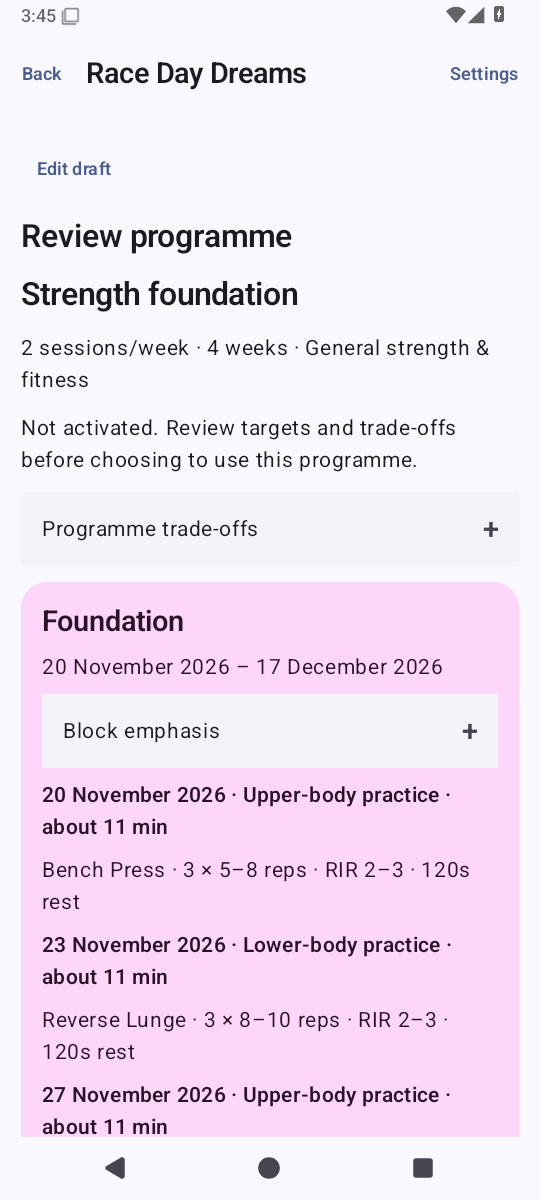 3:45
Back Race Day Dreams Settings
Edit draft
Review programme
Strength foundation
2 sessions/week · 4 weeks · General strength &
fitness
Not activated. Review targets and trade-offs
before choosing to use this programme.
Programme trade-offs +
Foundation
20 November 2026 – 17 December 2026
Block emphasis +
20 November 2026 · Upper-body practice ·
about 11 min
Bench Press · 3 × 5–8 reps · RIR 2–3 · 120s
rest
23 November 2026 · Lower-body practice ·
about 11 min
Reverse Lunge · 3 × 8–10 reps · RIR 2–3 ·
120s rest
27 November 2026 · Upper-body practice ·
about 11 min